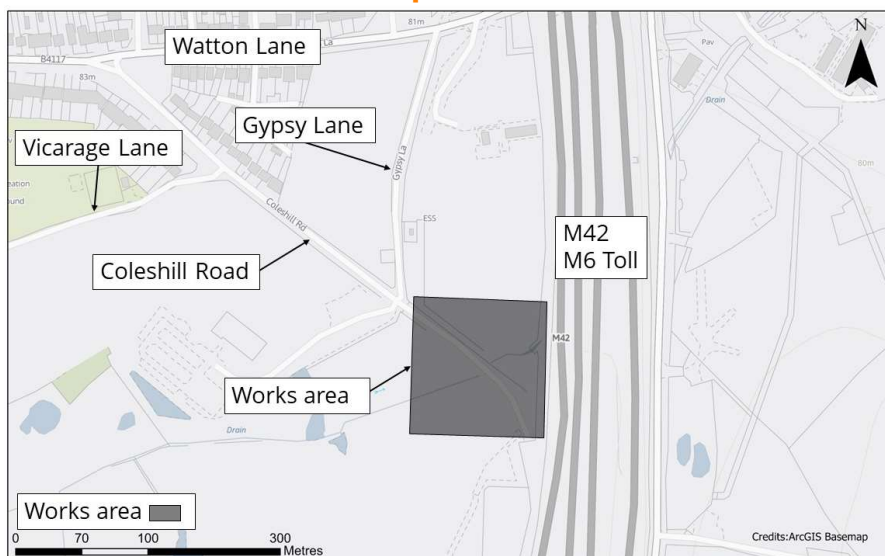 81m
Watton Lane
La
N
Pav
B4117
83m
Drain
Gypsy Lane
Vicarage Lane
Gypsy La
80m
Coleshill Rd
ESS
M42
M6 Toll
Coleshill Road
M42
Works area
Drain
Works area
0 70 100 300
Metres
Credits:ArcGIS Basemap